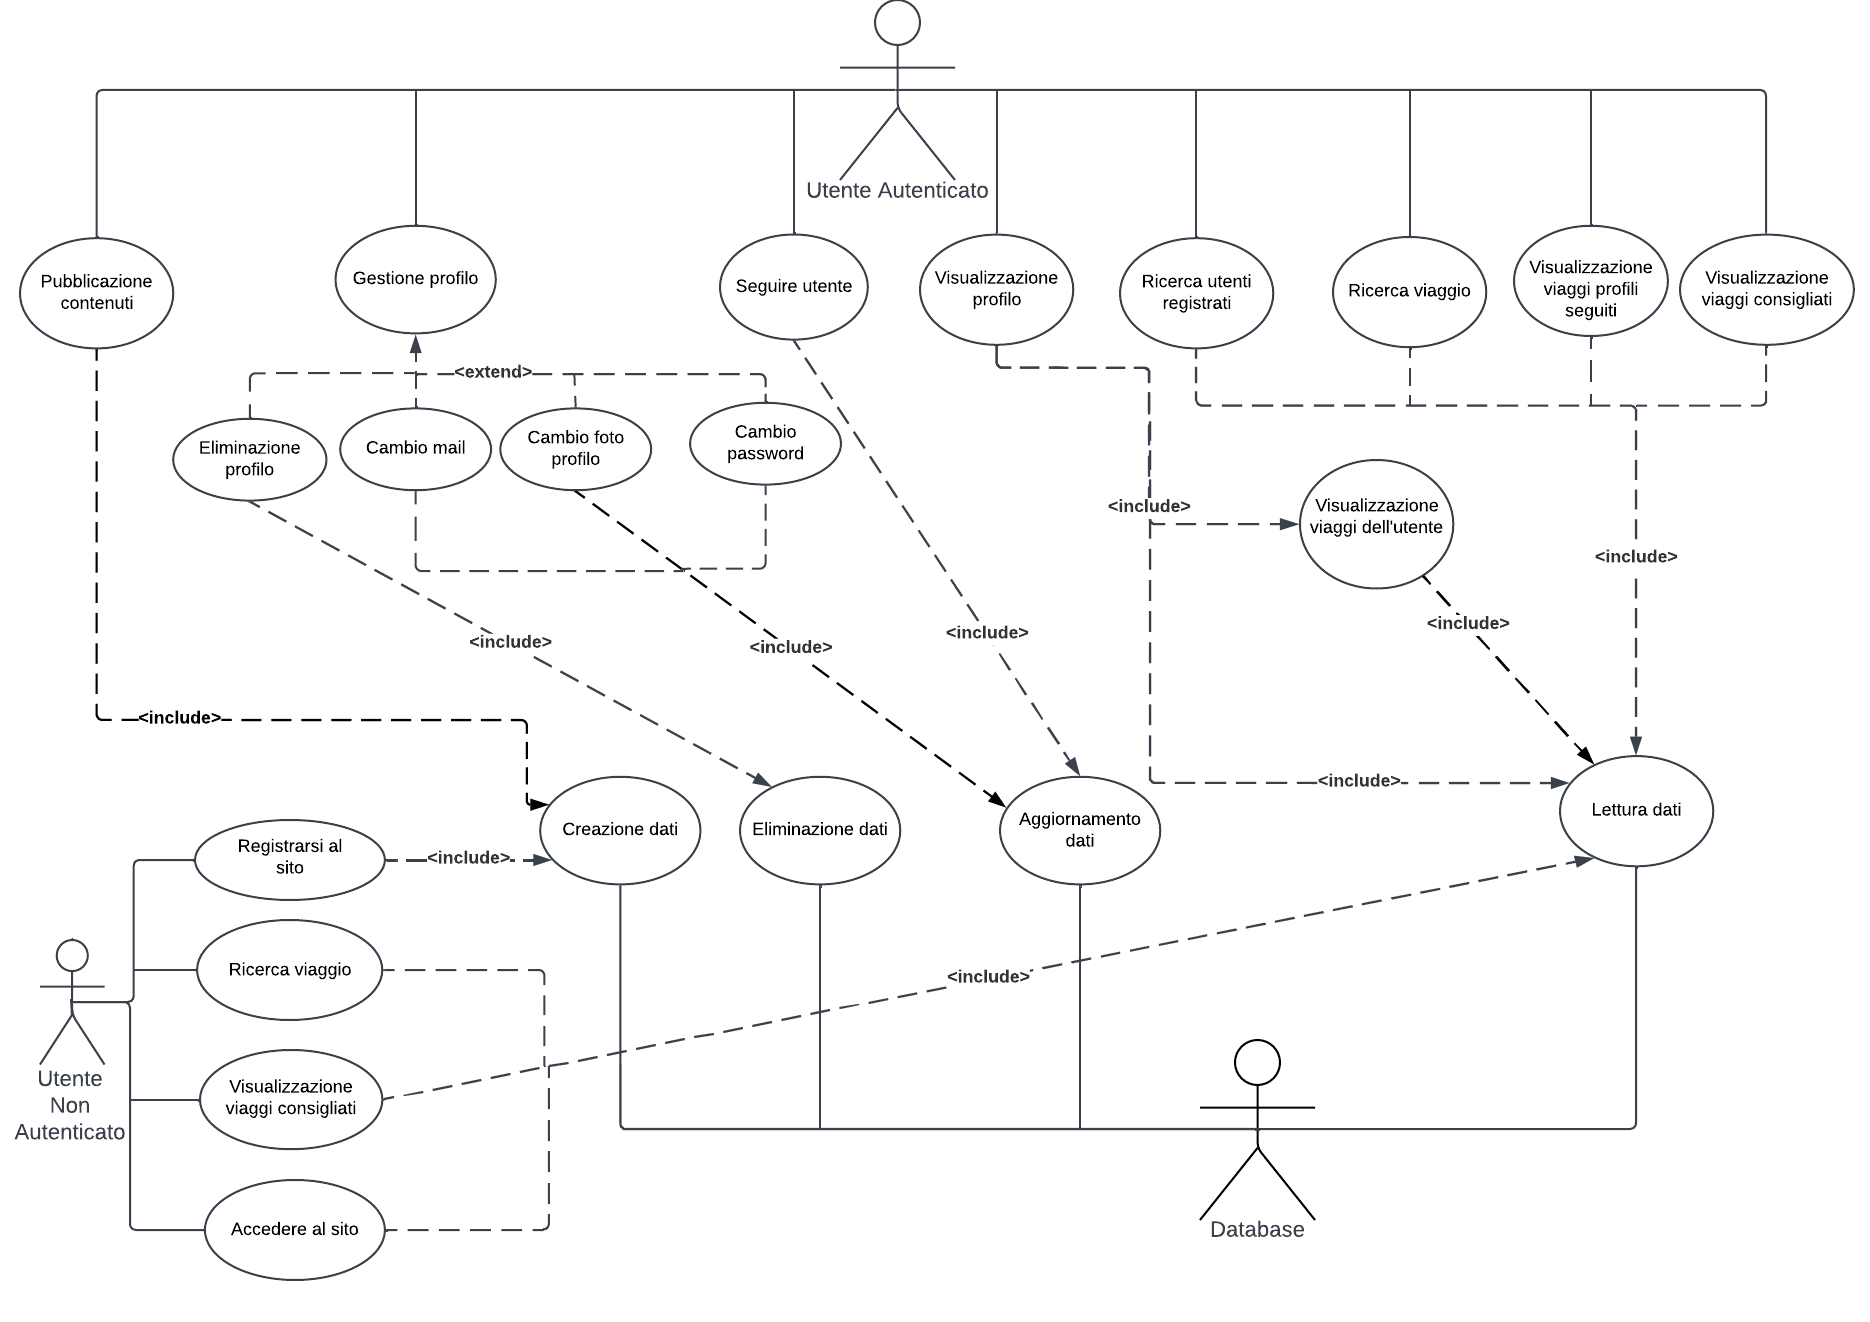 Utente Autenticato
Pubblicazione
contenuti
Gestione profilo
Seguire utente
Visualizzazione
profilo
Ricerca utenti
registrati
Ricerca viaggio
Visualizzazione
viaggi profili
seguiti
Visualizzazione
viaggi consigliati
<extend>
Eliminazione
profilo
Cambio mail
Cambio foto
profilo
Cambio
password
<include>
Visualizzazione
viaggi dell'utente
<include>
<include>
<include>
<include>
<include>
<include>
<include>
<include>
Creazione dati
Eliminazione dati
Aggiornamento
dati
Lettura dati
Registrarsi al
sito
<include>
Ricerca viaggio
<include>
Utente
Non
Autenticato
Visualizzazione
viaggi consigliati
Accedere al sito
Database